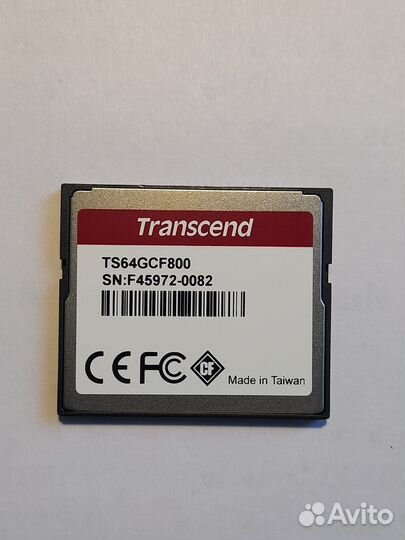 Transcend
TS64GCF800
SN:F45972-0082
CE FC CF
Made in Taiwan
Avito